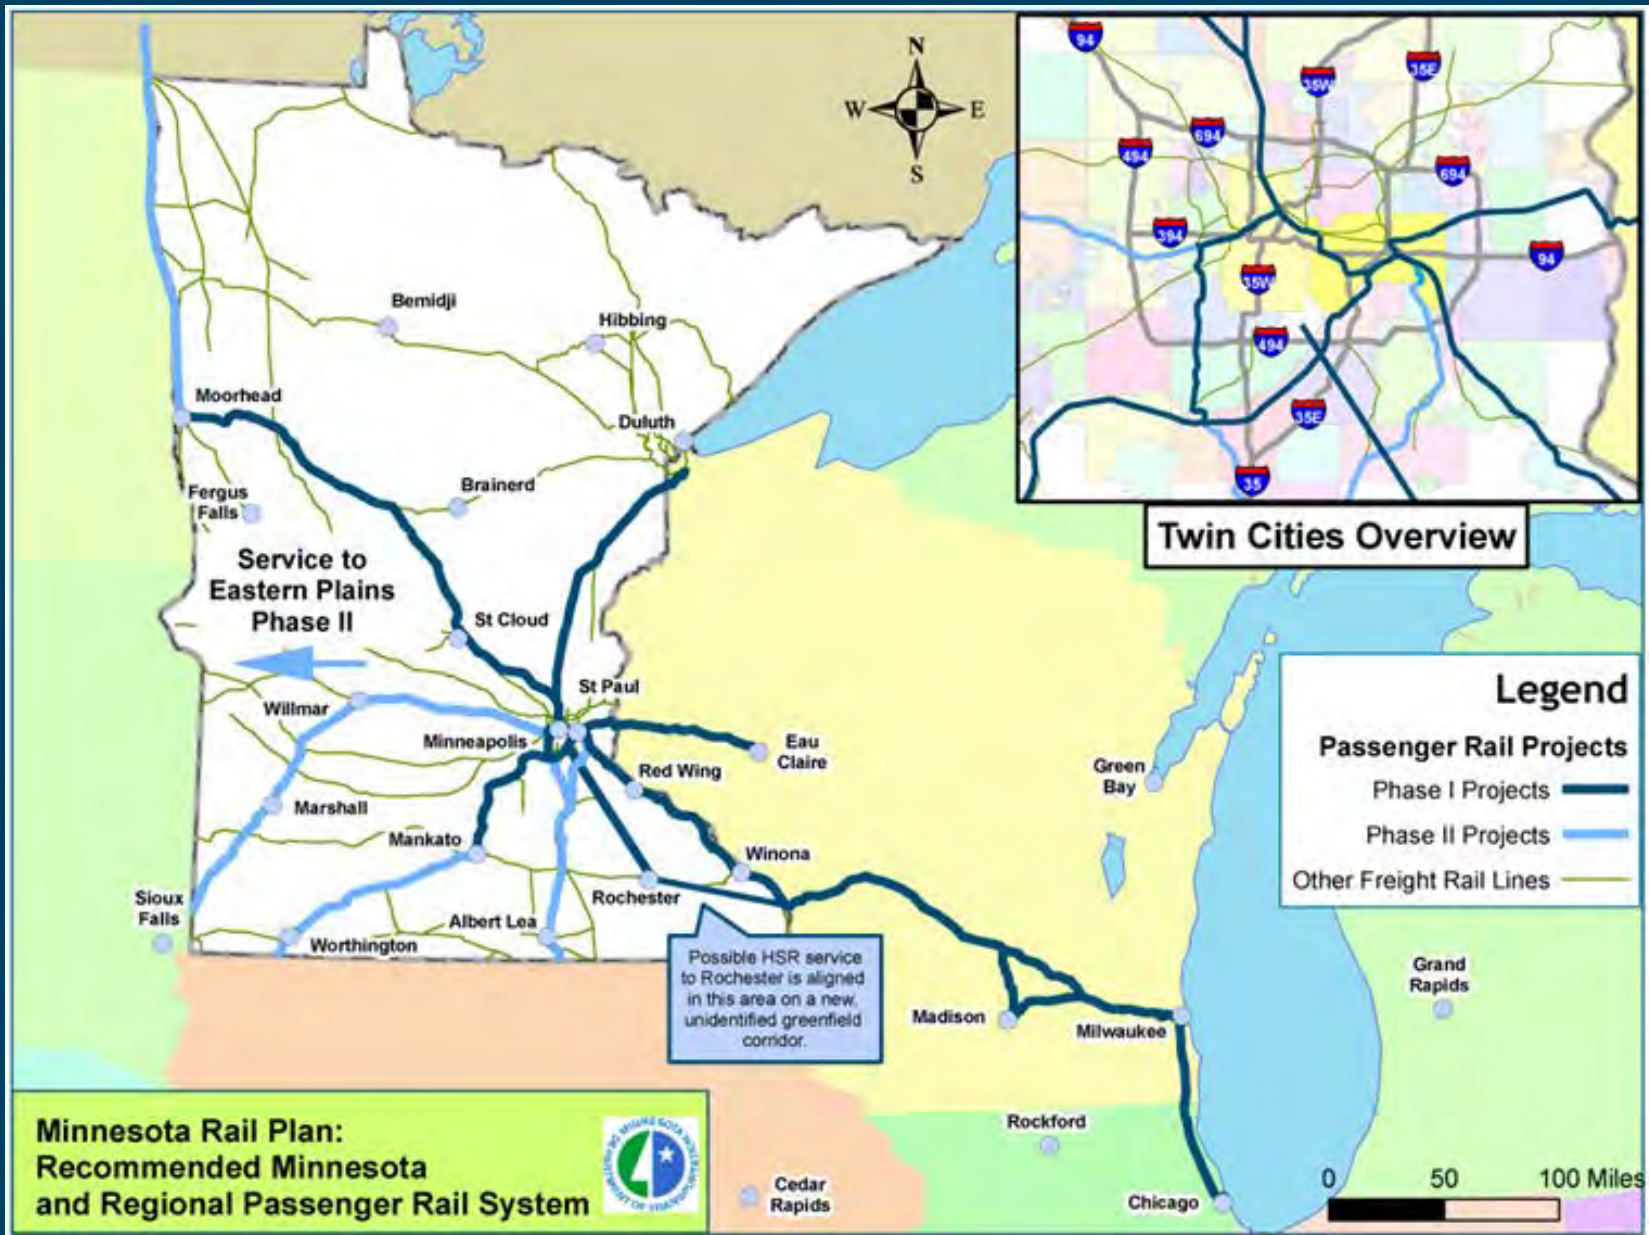 N
W
E
S
94
35W
35E
694
494
694
394
94
35W
494
35E
35
Twin Cities Overview
Bemidji
Hibbing
Moorhead
Duluth
Brainerd
Fergus
Falls
Service to
Eastern Plains
Phase II
St Cloud
St Paul
Willmar
Minneapolis
Eau
Claire
Red Wing
Green
Bay
Marshall
Mankato
Winona
Sioux
Falls
Rochester
Albert Lea
Worthington
Possible HSR service
to Rochester is aligned
in this area on a new,
unidentified greenfield
corridor.
Madison
Milwaukee
Grand
Rapids
Rockford
Cedar
Rapids
Chicago
Legend
Passenger Rail Projects
Phase I Projects
Phase II Projects
Other Freight Rail Lines
0 50 100 Miles
Minnesota Rail Plan:
Recommended Minnesota
and Regional Passenger Rail System
MINNESOTA DEPARTMENT OF TRANSPORTATION